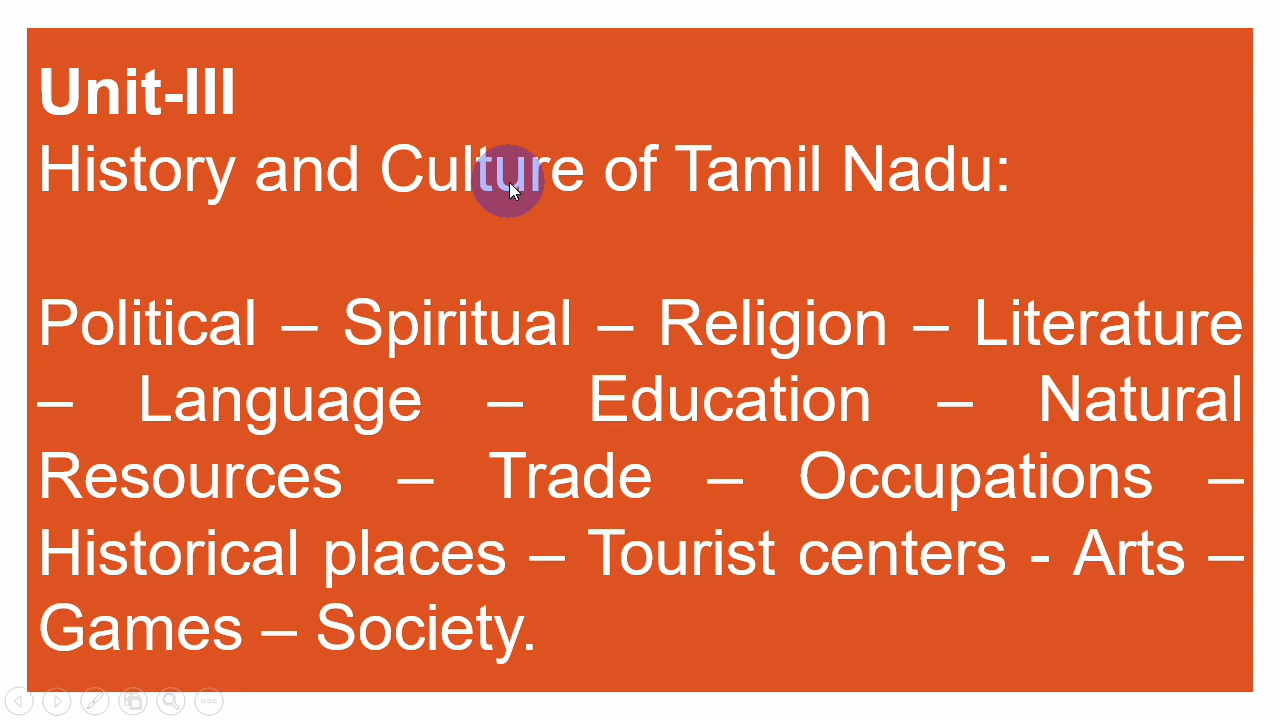 Unit-III
History and Culture of Tamil Nadu:
Political – Spiritual – Religion – Literature
– Language – Education – Natural
Resources – Trade – Occupations –
Historical places – Tourist centers - Arts –
Games – Society.